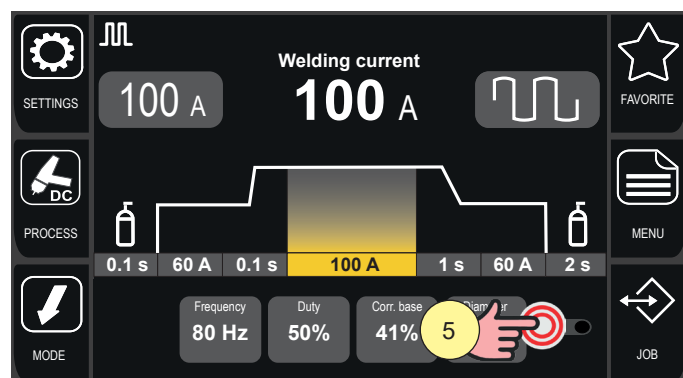 SETTINGS
PROCESS
DC
MODE
Welding current
100 A
100 A
0.1 s
60 A
0.1 s
100 A
1 s
60 A
2 s
Frequency
80 Hz
Duty
50%
Corr. base
41%
5
FAVORITE
MENU
JOB